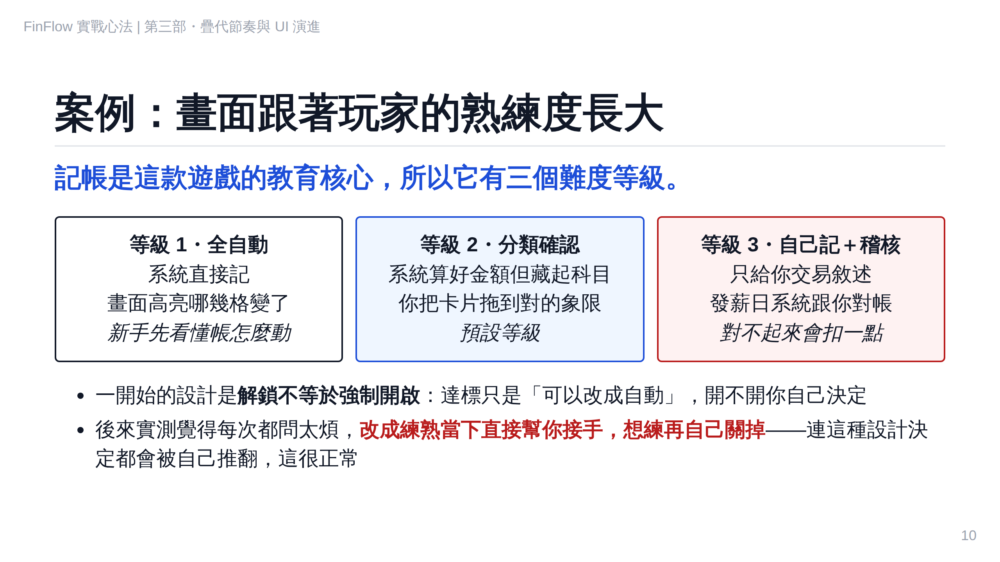 FinFlow 實戰心法 | 第三部・疊代節奏與 UI 演進
案例：畫面跟著玩家的熟練度長大
記帳是這款遊戲的教育核心，所以它有三個難度等級。
等級 1・全自動
系統直接記
畫面高亮哪幾格變了
新手先看懂帳怎麼動
等級 2・分類確認
系統算好金額但藏起科目
你把卡片拖到對的象限
預設等級
等級 3・自己記＋稽核
只給你交易敘述
發薪日系統跟你對帳
對不起來會扣一點
• 一開始的設計是解鎖不等於強制開啟：達標只是「可以改成自動」，開不開你自己決定
• 後來實測覺得每次都問太煩，改成練熟當下直接幫你接手，想練再自己關掉——連這種設計決
定都會被自己推翻，這很正常
10